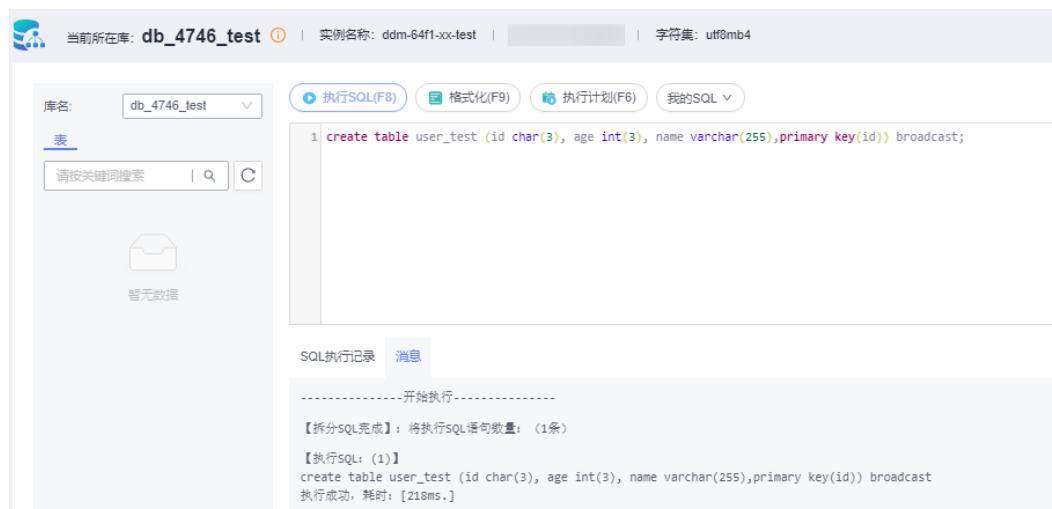 当前所在库: db_4746_test | 实例名称: ddm-64f1-xx-test | | 字符集: utf8mb4
库名: db_4746_test
表
请按关键词搜索
暂无数据
执行SQL(F8) 格式化(F9) 执行计划(F6) 我的SQL
1 create table user_test (id char(3), age int(3), name varchar(255),primary key(id)) broadcast;
SQL执行记录 消息
---------------开始执行---------------
【拆分SQL完成】: 将执行SQL语句数量: (1条)
【执行SQL: (1)】
create table user_test (id char(3), age int(3), name varchar(255),primary key(id)) broadcast
执行成功, 耗时: [218ms.]